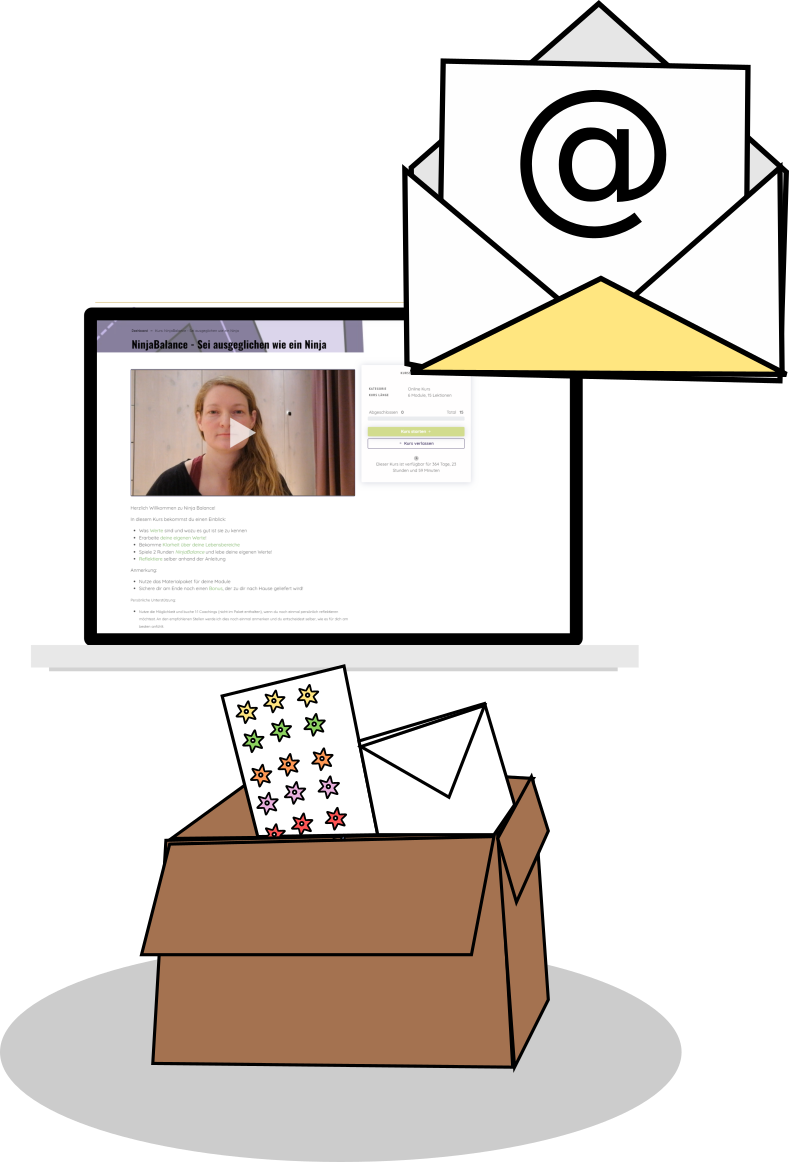 @
NinjaBalance - Sei ausgeglichen wie ein Ninja
KATEGORIE Online Kurs
KURS LÄNGE 6 Module, 15 Lektionen
Abgeschlossen 0 Total 15
Kurs starten
Kurs verlassen
Dieser Kurs ist verfügbar für 364 Tage, 23
Stunden und 59 Minuten
Herzlich Willkommen zu Ninja Balance!
In diesem Kurs bekommst du einen Einblick:
Was Werte sind und wozu es gut ist sie zu kennen
Erarbeite deine eigenen Werte!
Bekomme Klarheit über deine Lebensbereiche
Spiele 2 Runden NinjaBalance und lebe deine eigenen Werte!
Reflektiere selber anhand der Anleitung
Anmerkung:
Nutze das Materialpaket für deine Module
Sichere dir am Ende noch einen Bonus, der zu dir nach Hause geliefert wird!
Persönliche Unterstützung: